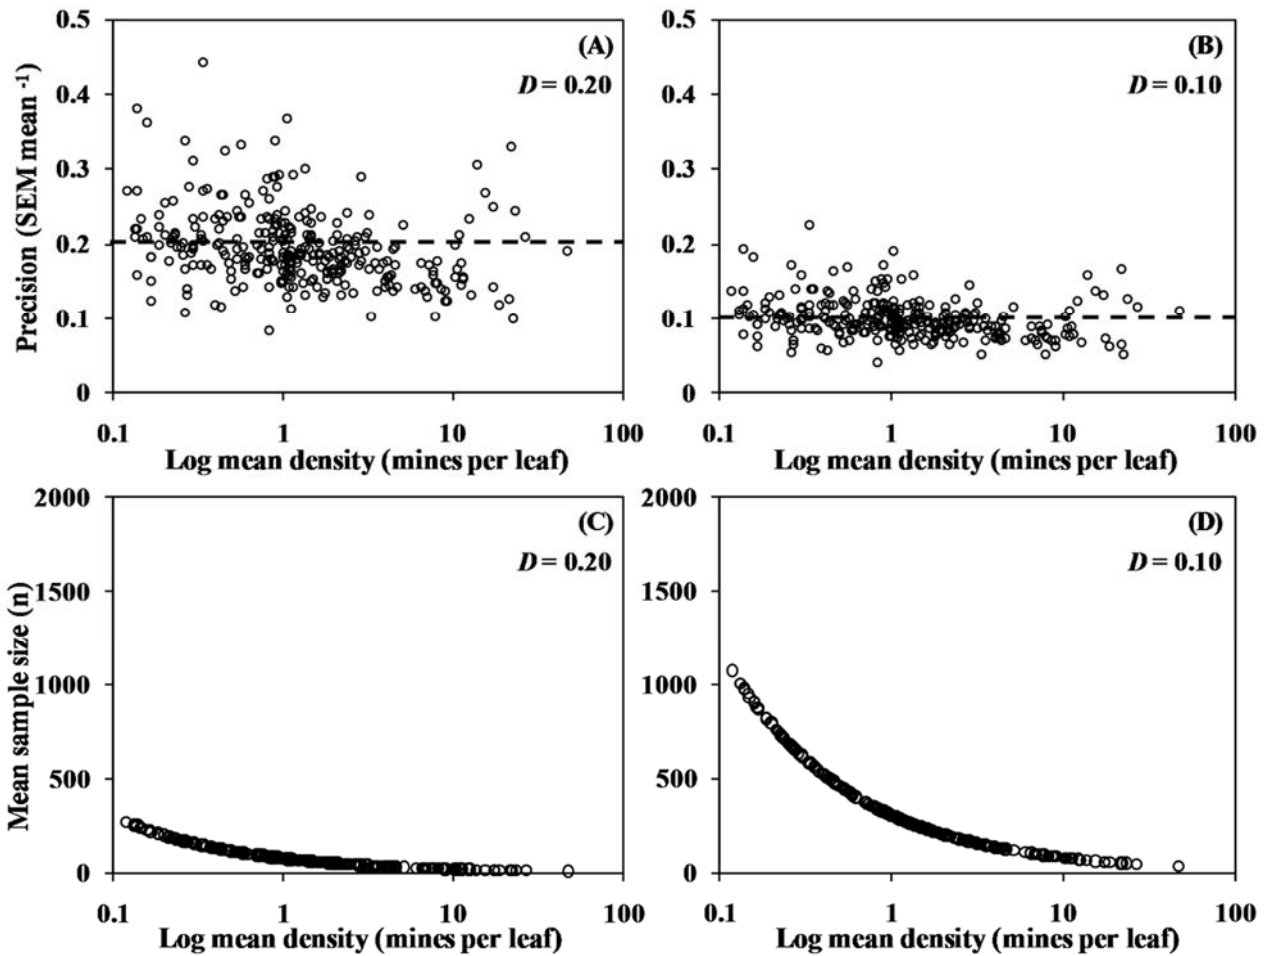 0.5
0.4
0.3
0.2
0.1
0
Precision (SEM mean ⁻¹)
(A)
D = 0.20
0.1 1 10 100
Log mean density (mines per leaf)
0.5
0.4
0.3
0.2
0.1
0
(B)
D = 0.10
0.1 1 10 100
Log mean density (mines per leaf)
2000
1500
1000
500
0
Mean sample size (n)
(C)
D = 0.20
0.1 1 10 100
Log mean density (mines per leaf)
2000
1500
1000
500
0
(D)
D = 0.10
0.1 1 10 100
Log mean density (mines per leaf)